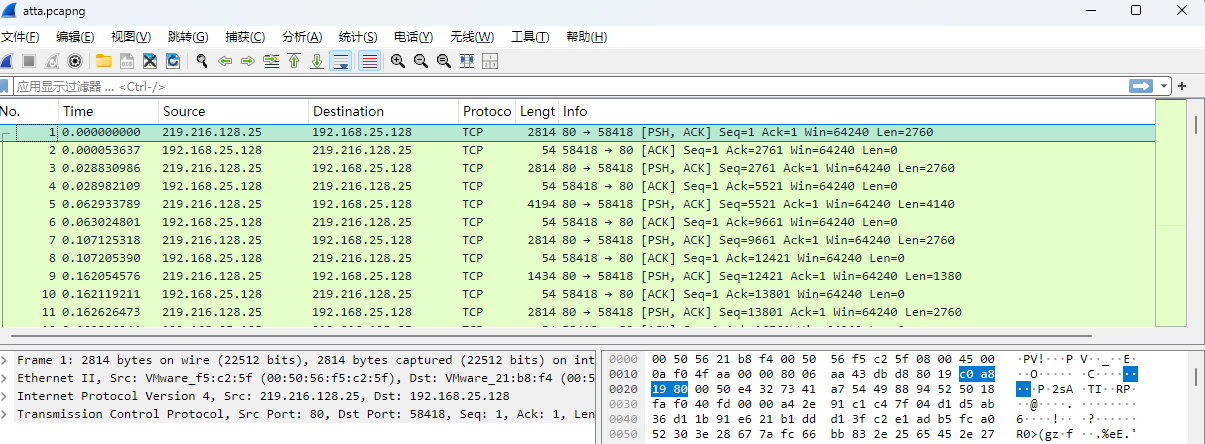 atta.pcapng
文件(F) 编辑(E) 视图(V) 跳转(G) 捕获(C) 分析(A) 统计(S) 电话(Y) 无线(W) 工具(T) 帮助(H)
应用显示过滤器 … <Ctrl-/>
No. Time Source Destination Protoco Lengt Info
1 0.000000000 219.216.128.25 192.168.25.128 TCP 2814 80 → 58418 [PSH, ACK] Seq=1 Ack=1 Win=64240 Len=2760
2 0.000053637 192.168.25.128 219.216.128.25 TCP 54 58418 → 80 [ACK] Seq=1 Ack=2761 Win=64240 Len=0
3 0.028830986 219.216.128.25 192.168.25.128 TCP 2814 80 → 58418 [PSH, ACK] Seq=2761 Ack=1 Win=64240 Len=2760
4 0.028982109 192.168.25.128 219.216.128.25 TCP 54 58418 → 80 [ACK] Seq=1 Ack=5521 Win=64240 Len=0
5 0.062933789 219.216.128.25 192.168.25.128 TCP 4194 80 → 58418 [PSH, ACK] Seq=5521 Ack=1 Win=64240 Len=4140
6 0.063024801 192.168.25.128 219.216.128.25 TCP 54 58418 → 80 [ACK] Seq=1 Ack=9661 Win=64240 Len=0
7 0.107125318 219.216.128.25 192.168.25.128 TCP 2814 80 → 58418 [PSH, ACK] Seq=9661 Ack=1 Win=64240 Len=2760
8 0.107205390 192.168.25.128 219.216.128.25 TCP 54 58418 → 80 [ACK] Seq=1 Ack=12421 Win=64240 Len=0
9 0.162054576 219.216.128.25 192.168.25.128 TCP 1434 80 → 58418 [PSH, ACK] Seq=12421 Ack=1 Win=64240 Len=1380
10 0.162119211 192.168.25.128 219.216.128.25 TCP 54 58418 → 80 [ACK] Seq=1 Ack=13801 Win=64240 Len=0
11 0.162626473 219.216.128.25 192.168.25.128 TCP 2814 80 → 58418 [PSH, ACK] Seq=13801 Ack=1 Win=64240 Len=2760
Frame 1: 2814 bytes on wire (22512 bits), 2814 bytes captured (22512 bits) on int
Ethernet II, Src: VMware_f5:c2:5f (00:50:56:f5:c2:5f), Dst: VMware_21:b8:f4 (00:5
Internet Protocol Version 4, Src: 219.216.128.25, Dst: 192.168.25.128
Transmission Control Protocol, Src Port: 80, Dst Port: 58418, Seq: 1, Ack: 1, Len
0000 00 50 56 21 b8 f4 00 50 56 f5 c2 5f 08 00 45 00 ·PV!···P V··_··E·
0010 0a f0 4f aa 00 00 80 06 aa 43 db d8 80 19 c0 a8 ··O····· ·C······
0020 19 80 00 50 e4 32 73 41 a7 54 49 88 94 52 50 18 ···P·2sA ·TI··RP·
0030 fa f0 40 fd 00 00 a4 2e 91 c1 c4 7f 04 d1 d5 ab ··@····. ········
0040 36 d1 1b 91 e6 21 b1 dd d1 3f c2 e1 ad b5 fc a0 6····!·· ·?······
0050 52 30 3e 28 67 7a fc 66 bb 83 2e 25 65 45 2e 27 R0>(gz·f ··.%eE.'